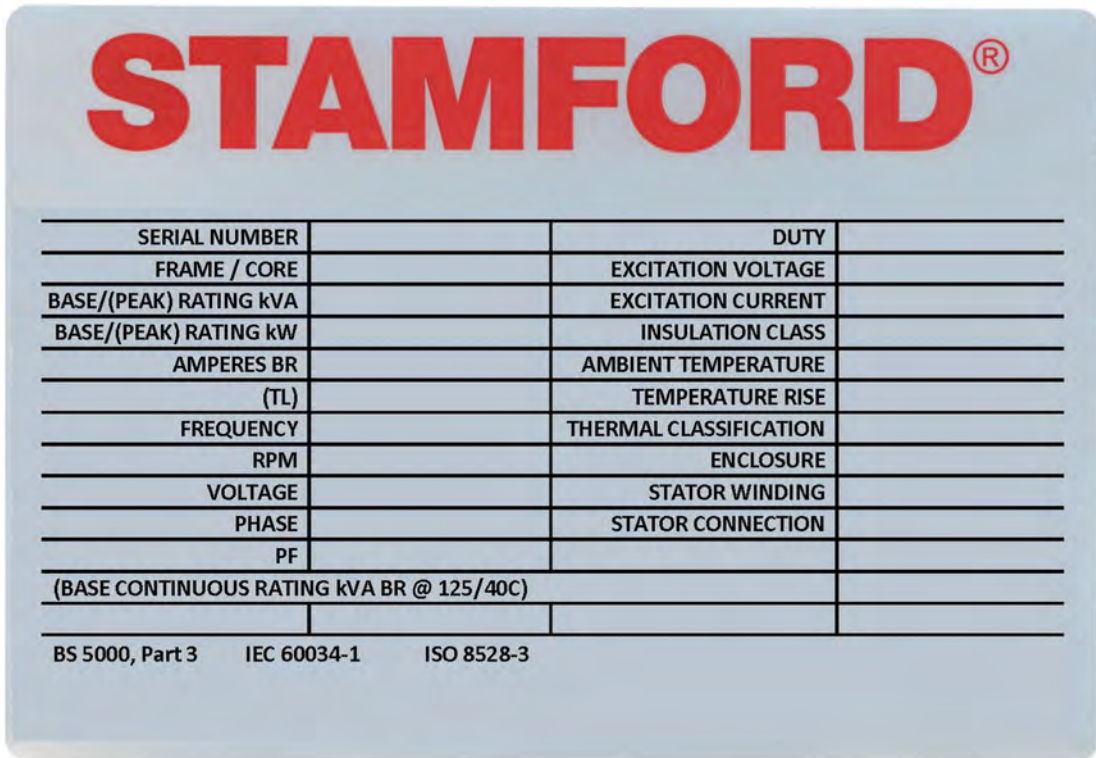 STAMFORD®
SERIAL NUMBER DUTY
FRAME / CORE EXCITATION VOLTAGE
BASE/(PEAK) RATING kVA EXCITATION CURRENT
BASE/(PEAK) RATING kW INSULATION CLASS
AMPERES BR AMBIENT TEMPERATURE
(TL) TEMPERATURE RISE
FREQUENCY THERMAL CLASSIFICATION
RPM ENCLOSURE
VOLTAGE STATOR WINDING
PHASE STATOR CONNECTION
PF
(BASE CONTINUOUS RATING kVA BR @ 125/40C)
BS 5000, Part 3 IEC 60034-1 ISO 8528-3